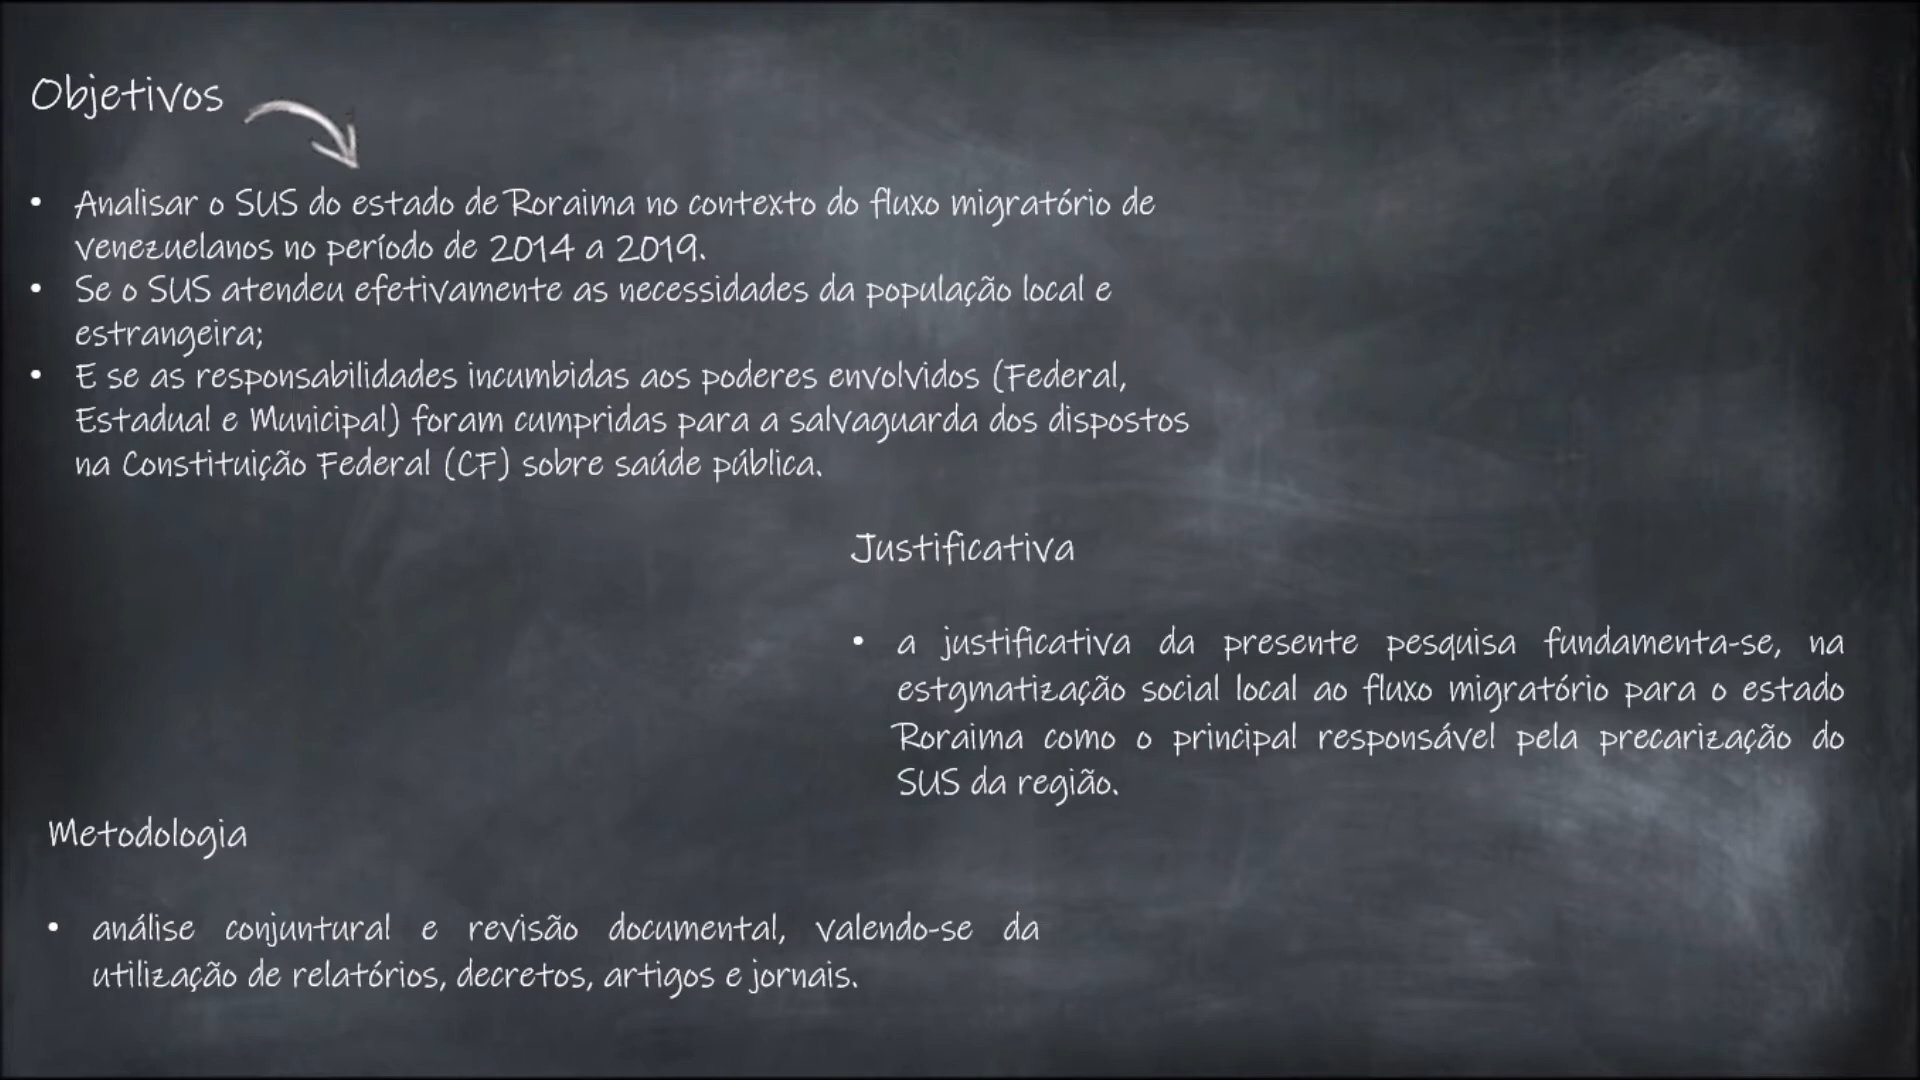 Objetivos
• Analisar o SUS do estado de Roraima no contexto do fluxo migratório de
venezuelanos no período de 2014 a 2019.
• Se o SUS atendeu efetivamente as necessidades da população local e
estrangeira;
• E se as responsabilidades incumbidas aos poderes envolvidos (Federal,
Estadual e Municipal) foram cumpridas para a salvaguarda dos dispostos
na Constituição Federal (CF) sobre saúde pública.
Justificativa
• a justificativa da presente pesquisa fundamenta-se, na
estgmatização social local ao fluxo migratório para o estado
Roraima como o principal responsável pela precarização do
SUS da região.
Metodologia
• análise conjuntural e revisão documental, valendo-se da
utilização de relatórios, decretos, artigos e jornais.